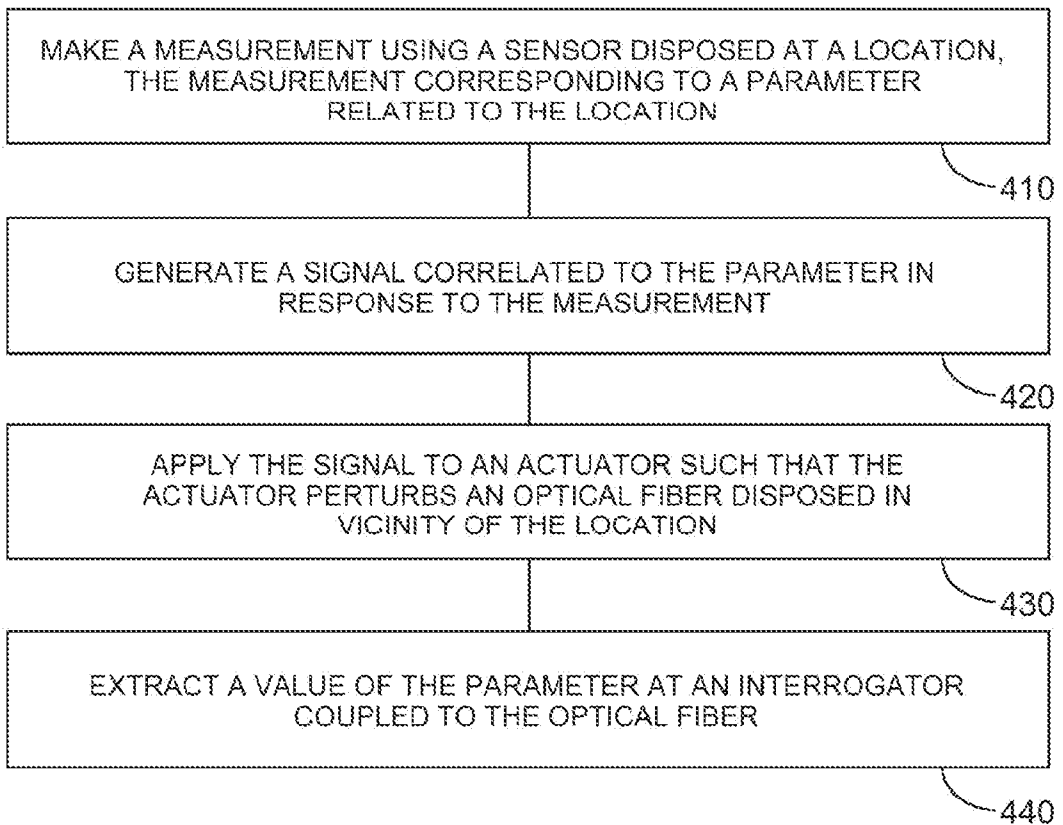 MAKE A MEASUREMENT USING A SENSOR DISPOSED AT A LOCATION,
THE MEASUREMENT CORRESPONDING TO A PARAMETER
RELATED TO THE LOCATION
410
GENERATE A SIGNAL CORRELATED TO THE PARAMETER IN
RESPONSE TO THE MEASUREMENT
420
APPLY THE SIGNAL TO AN ACTUATOR SUCH THAT THE
ACTUATOR PERTURBS AN OPTICAL FIBER DISPOSED IN
VICINITY OF THE LOCATION
430
EXTRACT A VALUE OF THE PARAMETER AT AN INTERROGATOR
COUPLED TO THE OPTICAL FIBER
440